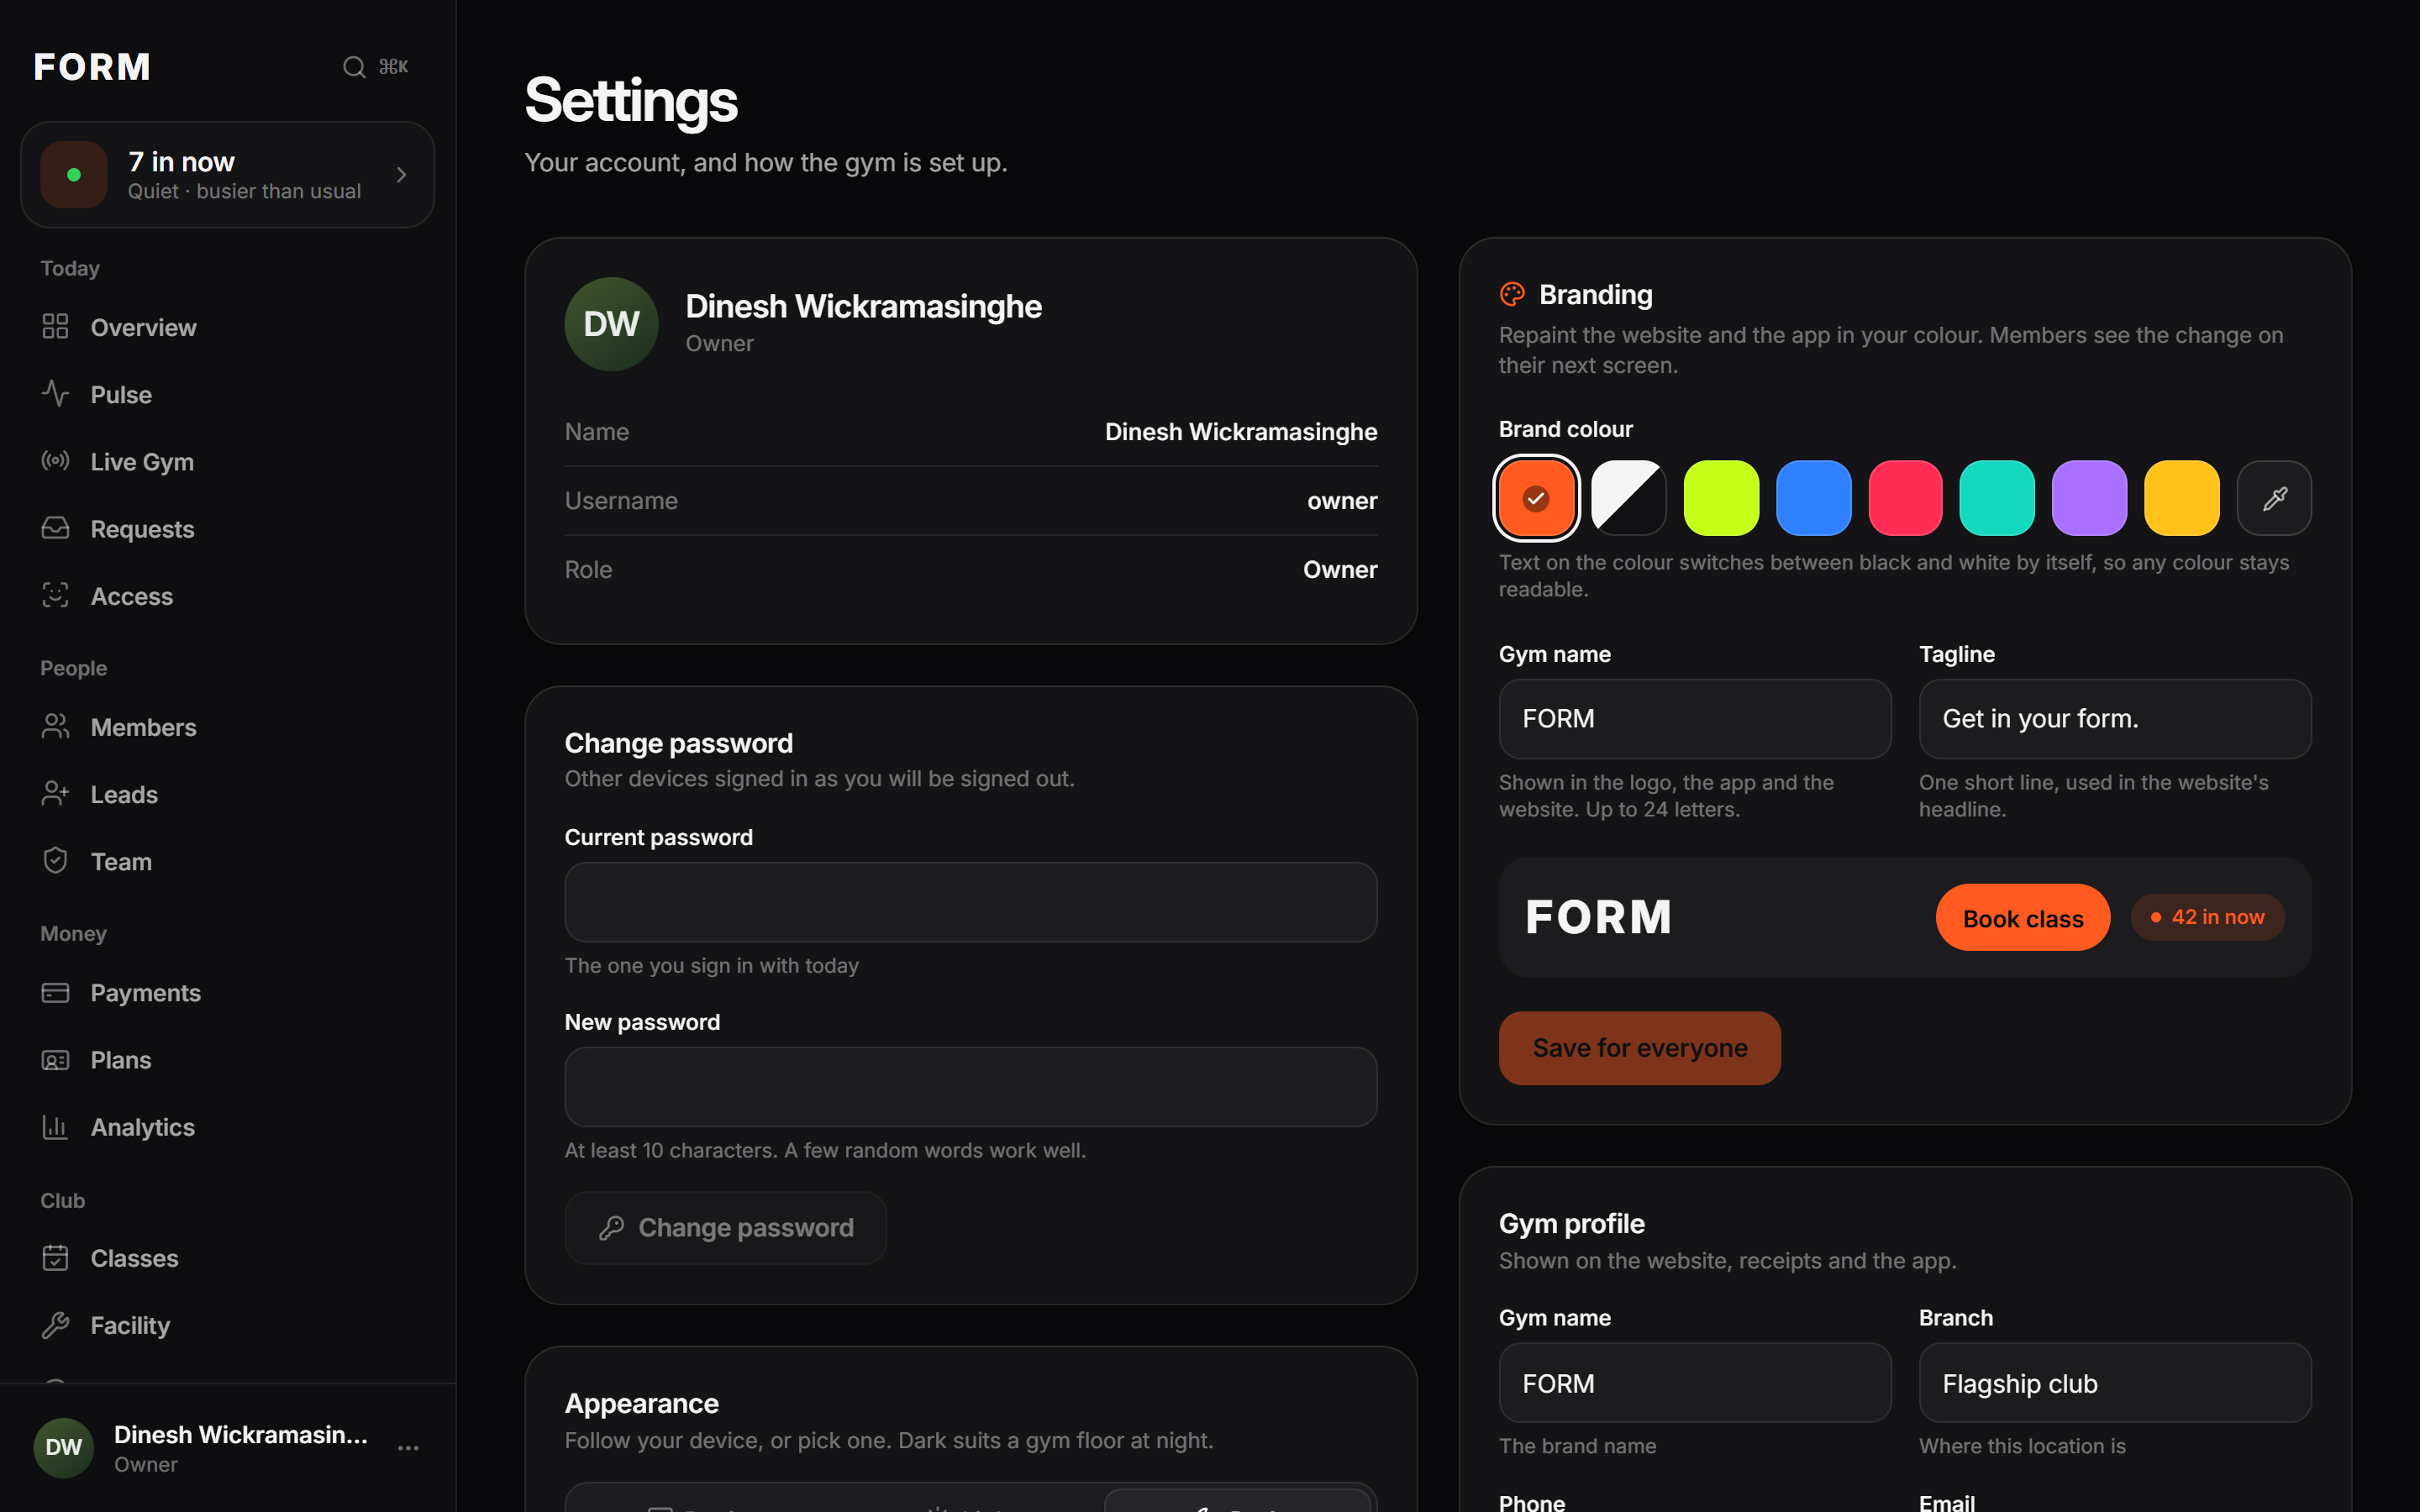 FORM
⌘K
7 in now
Quiet · busier than usual
Today
Overview
Pulse
Live Gym
Requests
Access
People
Members
Leads
Team
Money
Payments
Plans
Analytics
Club
Classes
Facility
DW
Dinesh Wickramasin...
Owner
Settings
Your account, and how the gym is set up.
DW
Dinesh Wickramasinghe
Owner
Name Dinesh Wickramasinghe
Username owner
Role Owner
Change password
Other devices signed in as you will be signed out.
Current password
The one you sign in with today
New password
At least 10 characters. A few random words work well.
Change password
Appearance
Follow your device, or pick one. Dark suits a gym floor at night.
Branding
Repaint the website and the app in your colour. Members see the change on
their next screen.
Brand colour
Text on the colour switches between black and white by itself, so any colour stays
readable.
Gym name Tagline
FORM Get in your form.
Shown in the logo, the app and the One short line, used in the website's
website. Up to 24 letters. headline.
FORM Book class 42 in now
Save for everyone
Gym profile
Shown on the website, receipts and the app.
Gym name Branch
FORM Flagship club
The brand name Where this location is
Phone Email